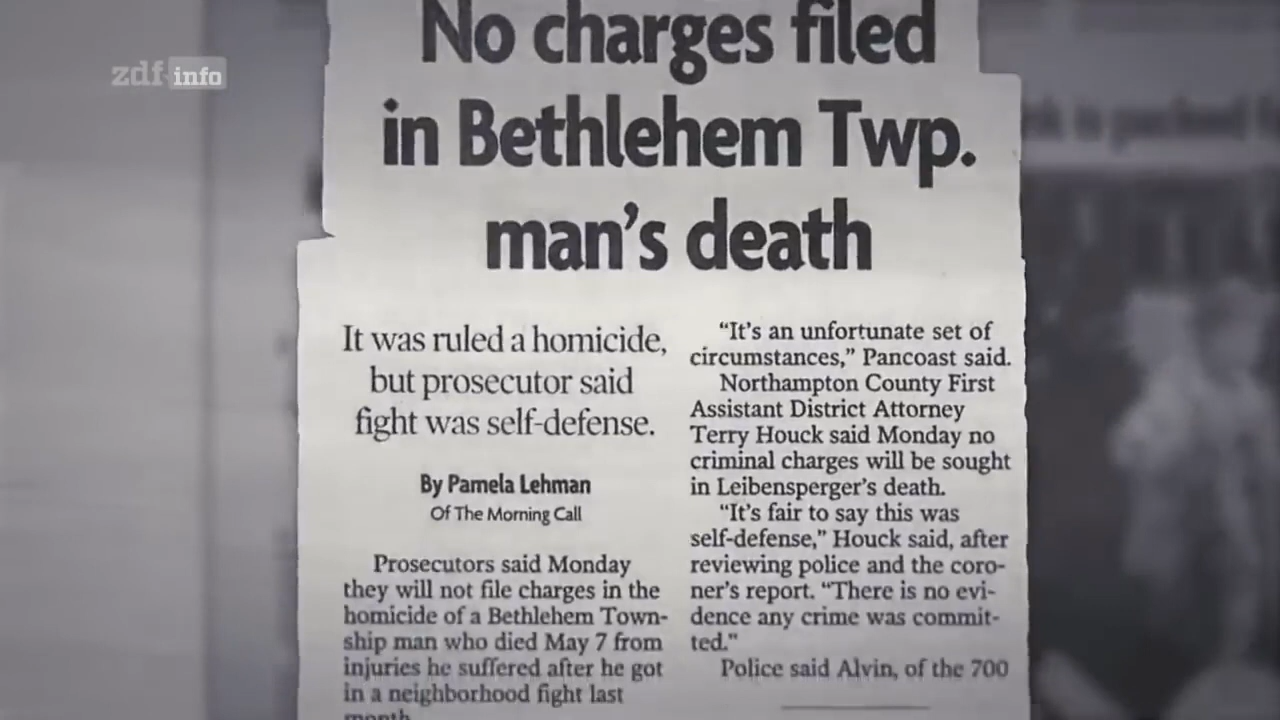 zdf info
No charges filed
in Bethlehem Twp.
man's death
It was ruled a homicide,
but prosecutor said
fight was self-defense.
By Pamela Lehman
Of The Morning Call
Prosecutors said Monday
they will not file charges in the
homicide of a Bethlehem Town-
ship man who died May 7 from
injuries he suffered after he got
in a neighborhood fight last
month
"It's an unfortunate set of
circumstances," Pancoast said.
Northampton County First
Assistant District Attorney
Terry Houck said Monday no
criminal charges will be sought
in Leibensperger's death.
"It's fair to say this was
self-defense," Houck said, after
reviewing police and the coro-
ner's report. "There is no evi-
dence any crime was commit-
ted."
Police said Alvin, of the 700